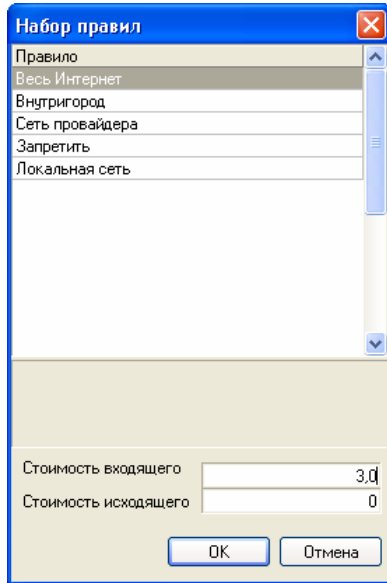 Набор правил
Правило
Весь Интернет
Внутригород
Сеть провайдера
Запретить
Локальная сеть
Стоимость входящего 3,0
Стоимость исходящего 0
OK Отмена